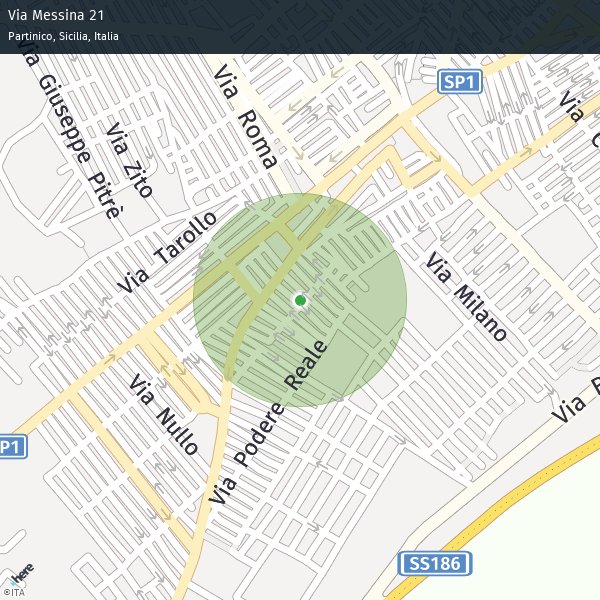 Via Messina 21
Partinico, Sicilia, Italia
SP1
Via Giuseppe Pitrè
Via Roma
Via Zito
Via C
Via Tarollo
Via Milano
Via Podere Reale
Via Nullo
Via
P1
SS186
here
©ITA